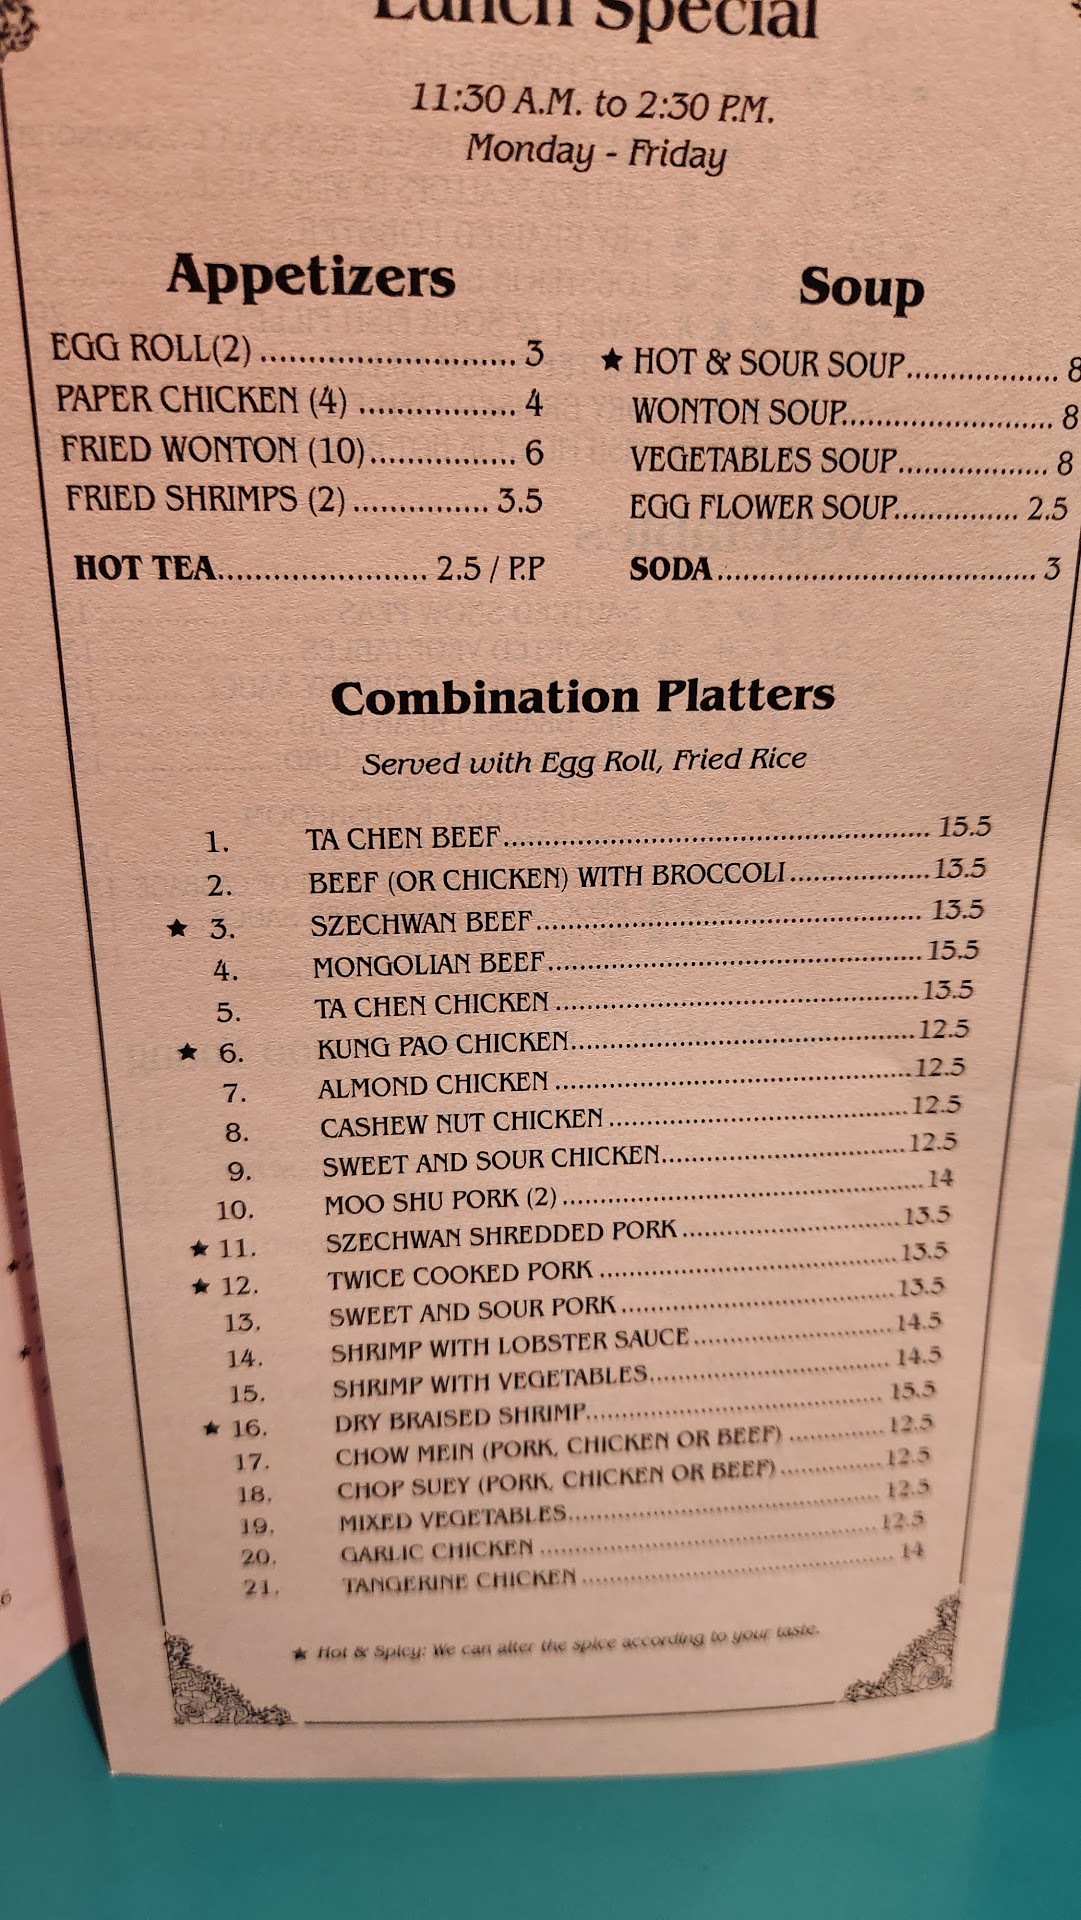 Lunch Special
11:30 A.M. to 2:30 P.M.
Monday - Friday
Appetizers
EGG ROLL(2) ............................ 3
PAPER CHICKEN (4) ................. 4
FRIED WONTON (10)................ 6
FRIED SHRIMPS (2) ............... 3.5
HOT TEA....................... 2.5 / P.P
Soup
★ HOT & SOUR SOUP.................. 8
WONTON SOUP......................... 8
VEGETABLES SOUP.................. 8
EGG FLOWER SOUP................ 2.5
SODA ..................................... 3
Combination Platters
Served with Egg Roll, Fried Rice
1. TA CHEN BEEF.................................................. 15.5
2. BEEF (OR CHICKEN) WITH BROCCOLI.................13.5
★ 3. SZECHWAN BEEF.............................................. 13.5
4. MONGOLIAN BEEF.............................................15.5
5. TA CHEN CHICKEN ............................................13.5
★ 6. KUNG PAO CHICKEN..........................................12.5
7. ALMOND CHICKEN ...........................................12.5
8. CASHEW NUT CHICKEN ....................................12.5
9. SWEET AND SOUR CHICKEN..............................12.5
10. MOO SHU PORK (2) ...........................................14
★ 11. SZECHWAN SHREDDED PORK ............................13.5
★ 12. TWICE COOKED PORK ......................................13.5
13. SWEET AND SOUR PORK ...................................13.5
14. SHRIMP WITH LOBSTER SAUCE.........................14.5
15. SHRIMP WITH VEGETABLES.............................. 14.5
★ 16. DRY BRAISED SHRIMP...................................... 15.5
17. CHOW MEIN (PORK, CHICKEN OR BEEF) .............12.5
18. CHOP SUEY (PORK, CHICKEN OR BEEF)..............12.5
19. MIXED VEGETABLES......................................... 12.5
20. GARLIC CHICKEN .............................................12.5
21. TANGERINE CHICKEN ......................................... 14
★ Hot & Spicy: We can alter the spice according to your taste.
6